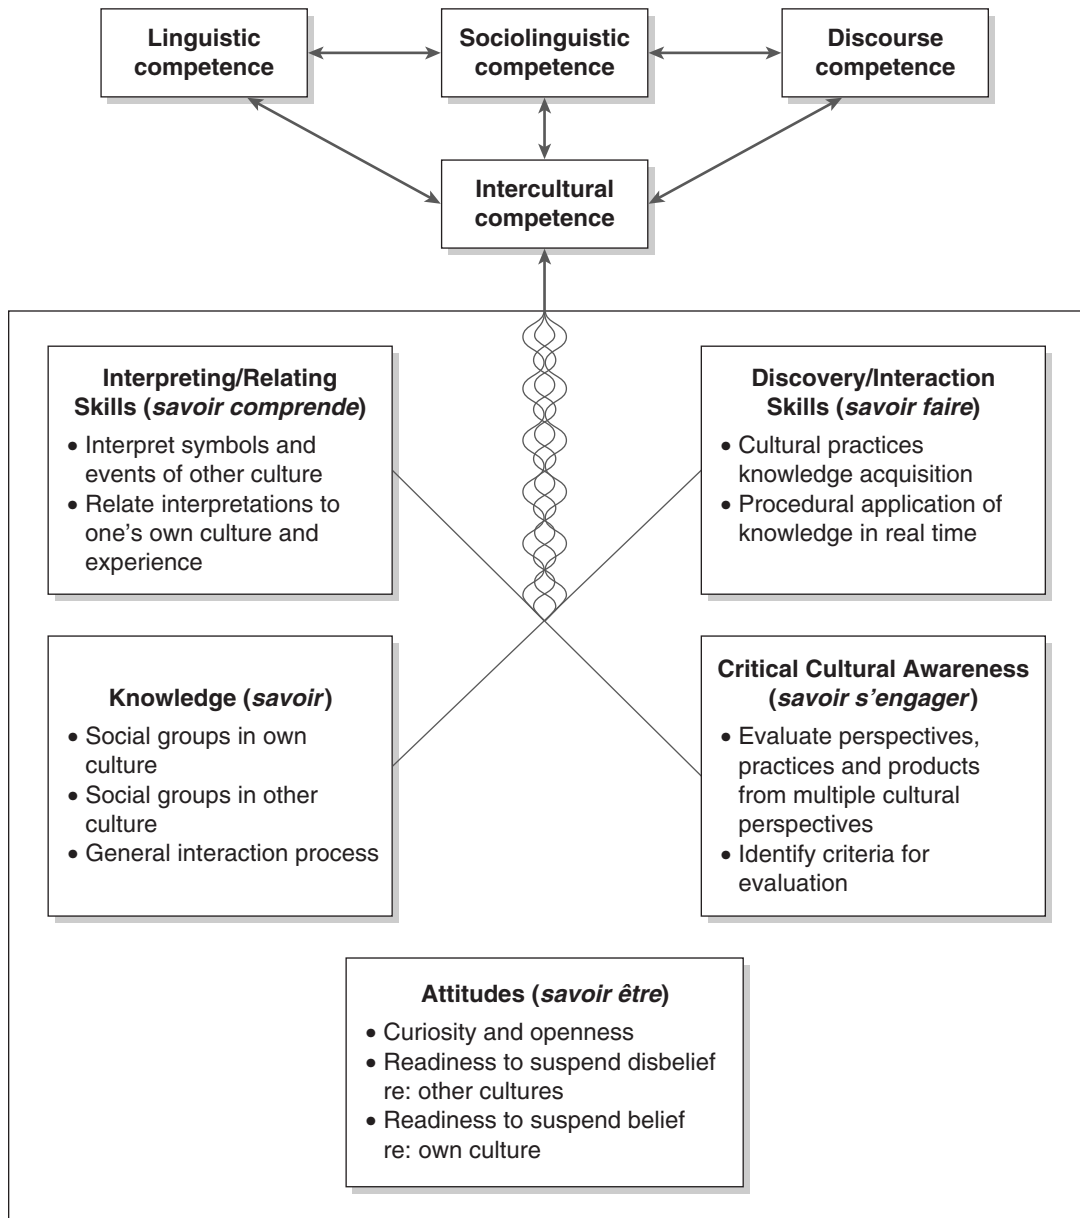 Linguistic
competence
Sociolinguistic
competence
Discourse
competence
Intercultural
competence
Interpreting/Relating
Skills (savoir comprende)
• Interpret symbols and
events of other culture
• Relate interpretations to
one’s own culture and
experience
Discovery/Interaction
Skills (savoir faire)
• Cultural practices
knowledge acquisition
• Procedural application of
knowledge in real time
Knowledge (savoir)
• Social groups in own
culture
• Social groups in other
culture
• General interaction process
Critical Cultural Awareness
(savoir s'engager)
• Evaluate perspectives,
practices and products
from multiple cultural
perspectives
• Identify criteria for
evaluation
Attitudes (savoir être)
• Curiosity and openness
• Readiness to suspend disbelief
re: other cultures
• Readiness to suspend belief
re: own culture